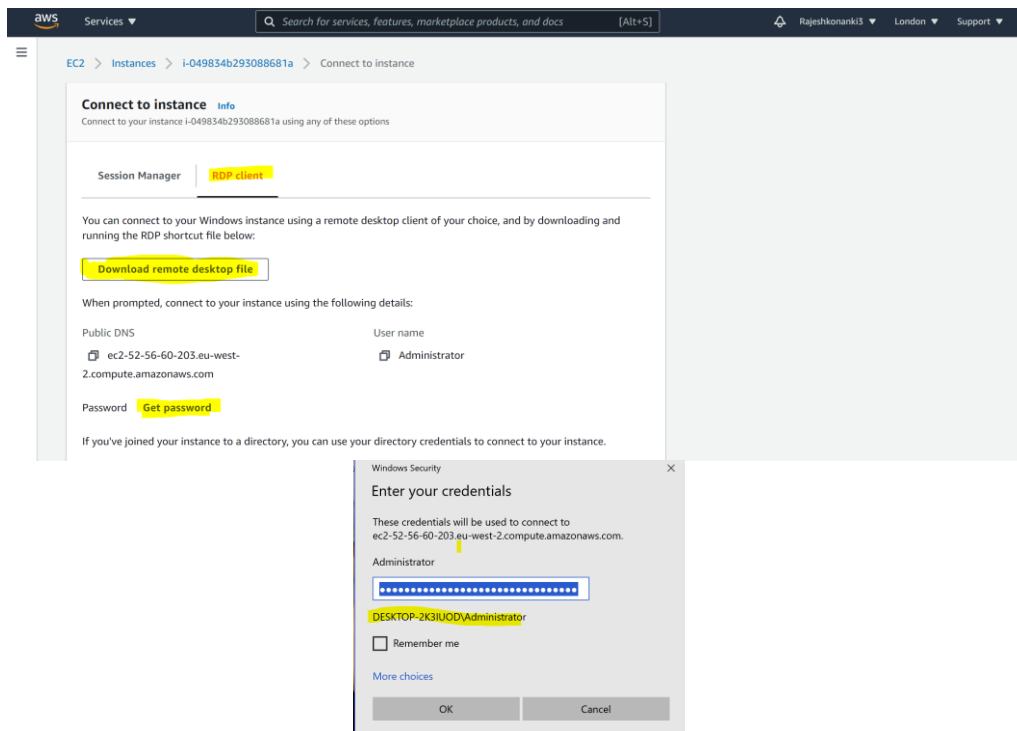 aws Services ▼ Search for services, features, marketplace products, and docs [Alt+S] Rajeshkonanki3 ▼ London ▼ Support ▼
EC2 > Instances > i-049834b293088681a > Connect to instance
Connect to instance Info
Connect to your instance i-049834b293088681a using any of these options
Session Manager RDP client
You can connect to your Windows instance using a remote desktop client of your choice, and by downloading and
running the RDP shortcut file below:
Download remote desktop file
When prompted, connect to your instance using the following details:
Public DNS User name
ec2-52-56-60-203.eu-west- Administrator
2.compute.amazonaws.com
Password Get password
If you've joined your instance to a directory, you can use your directory credentials to connect to your instance.
Windows Security
Enter your credentials
These credentials will be used to connect to
ec2-52-56-60-203.eu-west-2.compute.amazonaws.com.
Administrator
DESKTOP-2K3IUOD\Administrator
Remember me
More choices
OK Cancel